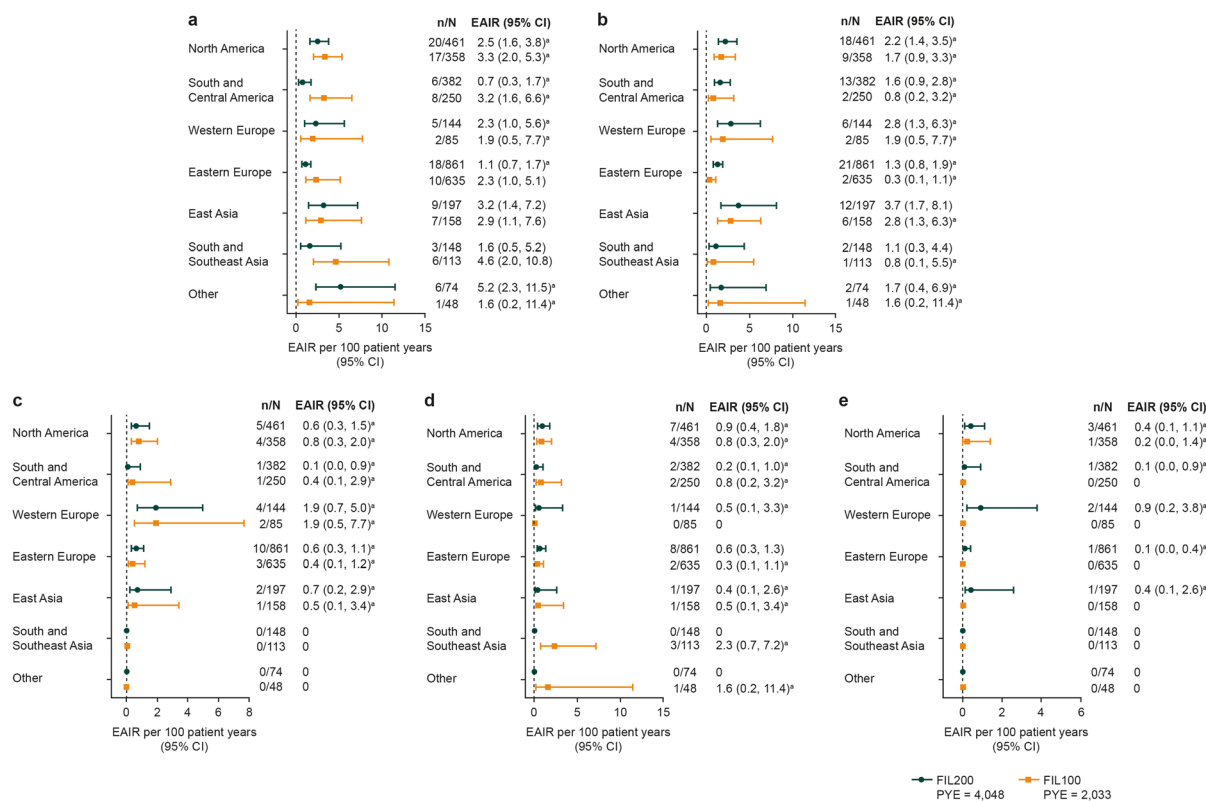 a
n/N EAIR (95% CI)
North America
20/461 2.5 (1.6, 3.8)ᵃ
17/358 3.3 (2.0, 5.3)ᵃ
South and
Central America
6/382 0.7 (0.3, 1.7)ᵃ
8/250 3.2 (1.6, 6.6)ᵃ
Western Europe
5/144 2.3 (1.0, 5.6)ᵃ
2/85 1.9 (0.5, 7.7)ᵃ
Eastern Europe
18/861 1.1 (0.7, 1.7)ᵃ
10/635 2.3 (1.0, 5.1)
East Asia
9/197 3.2 (1.4, 7.2)
7/158 2.9 (1.1, 7.6)
South and
Southeast Asia
3/148 1.6 (0.5, 5.2)
6/113 4.6 (2.0, 10.8)
Other
6/74 5.2 (2.3, 11.5)ᵃ
1/48 1.6 (0.2, 11.4)ᵃ
0 5 10 15
EAIR per 100 patient years
(95% CI)
b
n/N EAIR (95% CI)
North America
18/461 2.2 (1.4, 3.5)ᵃ
9/358 1.7 (0.9, 3.3)ᵃ
South and
Central America
13/382 1.6 (0.9, 2.8)ᵃ
2/250 0.8 (0.2, 3.2)ᵃ
Western Europe
6/144 2.8 (1.3, 6.3)ᵃ
2/85 1.9 (0.5, 7.7)ᵃ
Eastern Europe
21/861 1.3 (0.8, 1.9)ᵃ
2/635 0.3 (0.1, 1.1)ᵃ
East Asia
12/197 3.7 (1.7, 8.1)
6/158 2.8 (1.3, 6.3)ᵃ
South and
Southeast Asia
2/148 1.1 (0.3, 4.4)
1/113 0.8 (0.1, 5.5)ᵃ
Other
2/74 1.7 (0.4, 6.9)ᵃ
1/48 1.6 (0.2, 11.4)ᵃ
0 5 10 15
EAIR per 100 patient years
(95% CI)
c
n/N EAIR (95% CI)
North America
5/461 0.6 (0.3, 1.5)ᵃ
4/358 0.8 (0.3, 2.0)ᵃ
South and
Central America
1/382 0.1 (0.0, 0.9)ᵃ
1/250 0.4 (0.1, 2.9)ᵃ
Western Europe
4/144 1.9 (0.7, 5.0)ᵃ
2/85 1.9 (0.5, 7.7)ᵃ
Eastern Europe
10/861 0.6 (0.3, 1.1)ᵃ
3/635 0.4 (0.1, 1.2)ᵃ
East Asia
2/197 0.7 (0.2, 2.9)ᵃ
1/158 0.5 (0.1, 3.4)ᵃ
South and
Southeast Asia
0/148 0
0/113 0
Other
0/74 0
0/48 0
0 2 4 6 8
EAIR per 100 patient years
(95% CI)
d
n/N EAIR (95% CI)
North America
7/461 0.9 (0.4, 1.8)ᵃ
4/358 0.8 (0.3, 2.0)ᵃ
South and
Central America
2/382 0.2 (0.1, 1.0)ᵃ
2/250 0.8 (0.2, 3.2)ᵃ
Western Europe
1/144 0.5 (0.1, 3.3)ᵃ
0/85 0
Eastern Europe
8/861 0.6 (0.3, 1.3)
2/635 0.3 (0.1, 1.1)ᵃ
East Asia
1/197 0.4 (0.1, 2.6)ᵃ
1/158 0.5 (0.1, 3.4)ᵃ
South and
Southeast Asia
0/148 0
3/113 2.3 (0.7, 7.2)ᵃ
Other
0/74 0
1/48 1.6 (0.2, 11.4)ᵃ
0 5 10 15
EAIR per 100 patient years
(95% CI)
e
n/N EAIR (95% CI)
North America
3/461 0.4 (0.1, 1.1)ᵃ
1/358 0.2 (0.0, 1.4)ᵃ
South and
Central America
1/382 0.1 (0.0, 0.9)ᵃ
0/250 0
Western Europe
2/144 0.9 (0.2, 3.8)ᵃ
0/85 0
Eastern Europe
1/861 0.1 (0.0, 0.4)ᵃ
0/635 0
East Asia
1/197 0.4 (0.1, 2.6)ᵃ
0/158 0
South and
Southeast Asia
0/148 0
0/113 0
Other
0/74 0
0/48 0
0 2 4 6
EAIR per 100 patient years
(95% CI)
FIL200 FIL100
PYE = 4,048 PYE = 2,033